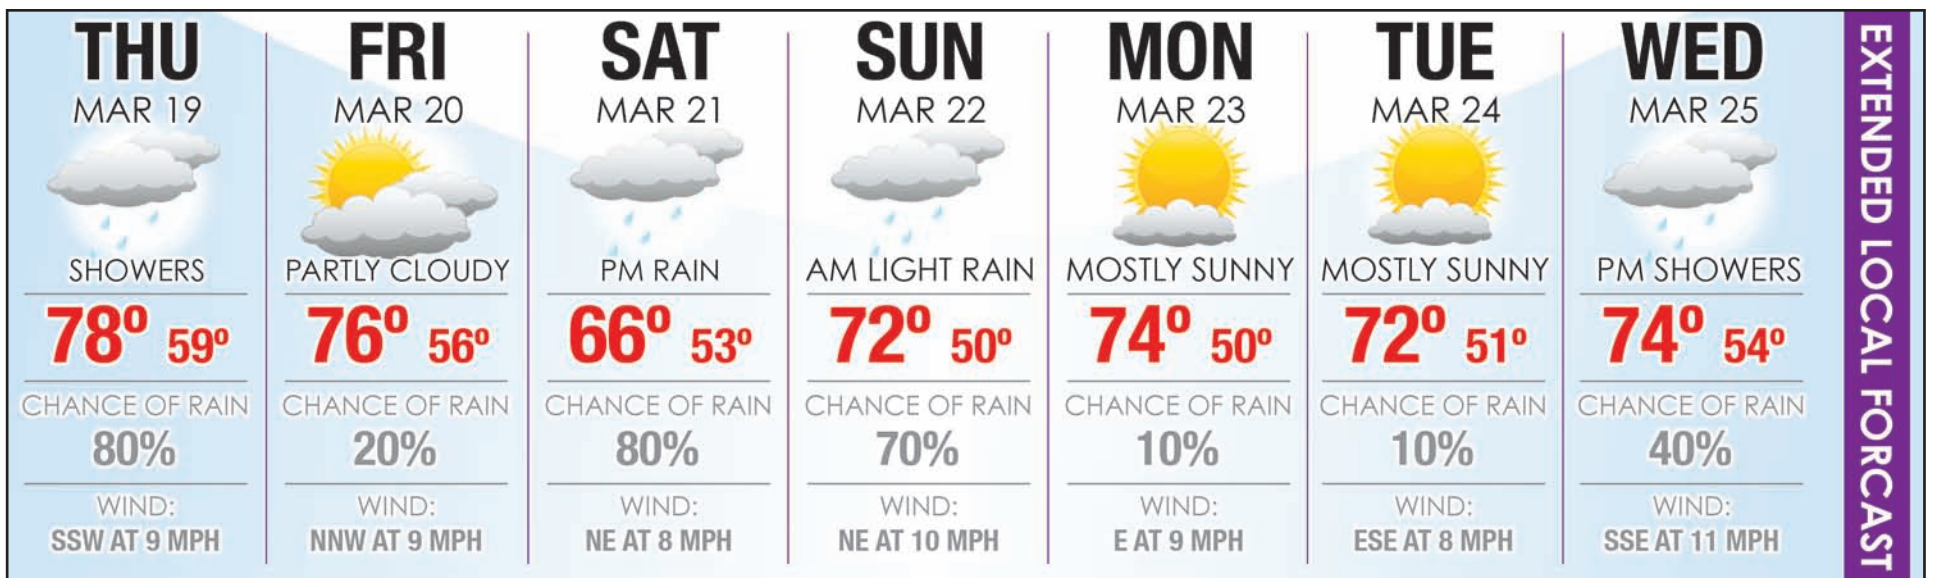 THU
MAR 19
SHOWERS
78º 59º
CHANCE OF RAIN
80%
WIND:
SSW AT 9 MPH
FRI
MAR 20
PARTLY CLOUDY
76º 56º
CHANCE OF RAIN
20%
WIND:
NNW AT 9 MPH
SAT
MAR 21
PM RAIN
66º 53º
CHANCE OF RAIN
80%
WIND:
NE AT 8 MPH
SUN
MAR 22
AM LIGHT RAIN
72º 50º
CHANCE OF RAIN
70%
WIND:
NE AT 10 MPH
MON
MAR 23
MOSTLY SUNNY
74º 50º
CHANCE OF RAIN
10%
WIND:
E AT 9 MPH
TUE
MAR 24
MOSTLY SUNNY
72º 51º
CHANCE OF RAIN
10%
WIND:
ESE AT 8 MPH
WED
MAR 25
PM SHOWERS
74º 54º
CHANCE OF RAIN
40%
WIND:
SSE AT 11 MPH
EXTENDED LOCAL FORCAST